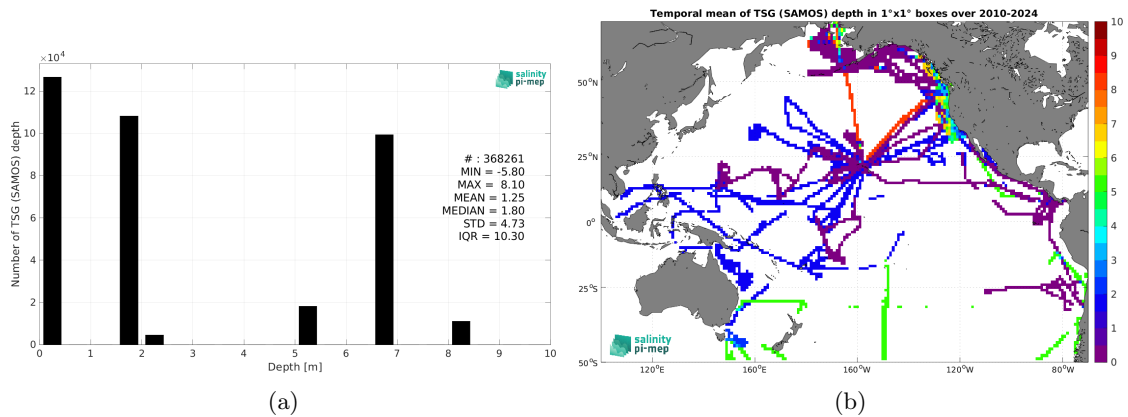 ×10⁴
12
10
8
6
4
2
0
Number of TSG (SAMOS) depth
0 1 2 3 4 5 6 7 8 9 10
Depth [m]
salinity
pi-mep
# : 368261
MIN = -5.80
MAX = 8.10
MEAN = 1.25
MEDIAN = 1.80
STD = 4.73
IQR = 10.30
(a)
Temporal mean of TSG (SAMOS) depth in 1°x1° boxes over 2010-2024
50°N
25°N
0°
25°S
50°S
120°E 160°E 160°W 120°W 80°W
salinity
pi-mep
10
9
8
7
6
5
4
3
2
1
0
(b)